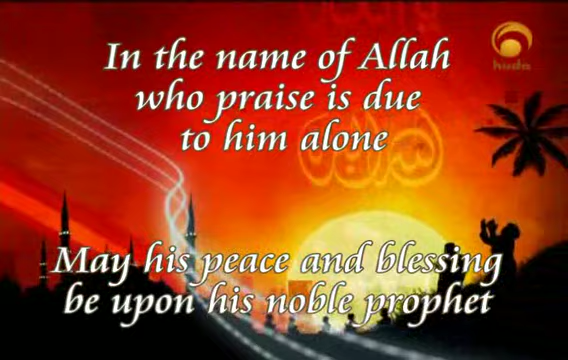 In the name of Allah
who praise is due
to him alone
huda
May his peace and blessing
be upon his noble prophet